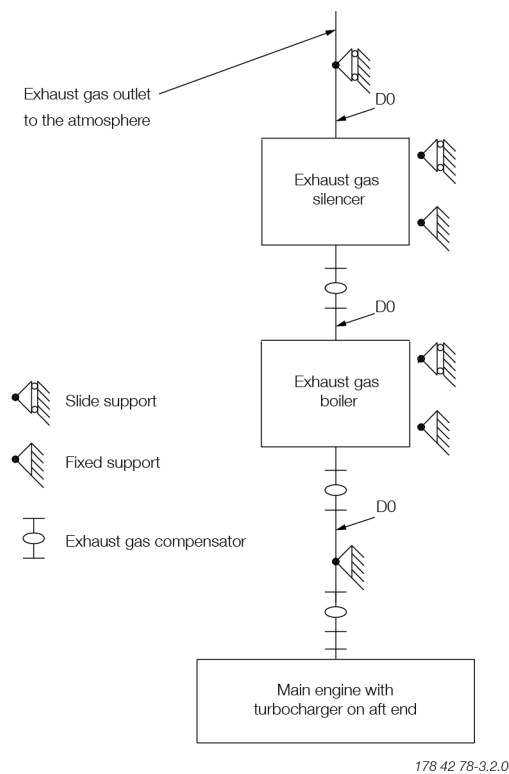 Exhaust gas outlet
to the atmosphere
D0
Exhaust gas
silencer
D0
Exhaust gas
boiler
Slide support
Fixed support
D0
Exhaust gas compensator
Main engine with
turbocharger on aft end
178 42 78-3.2.0